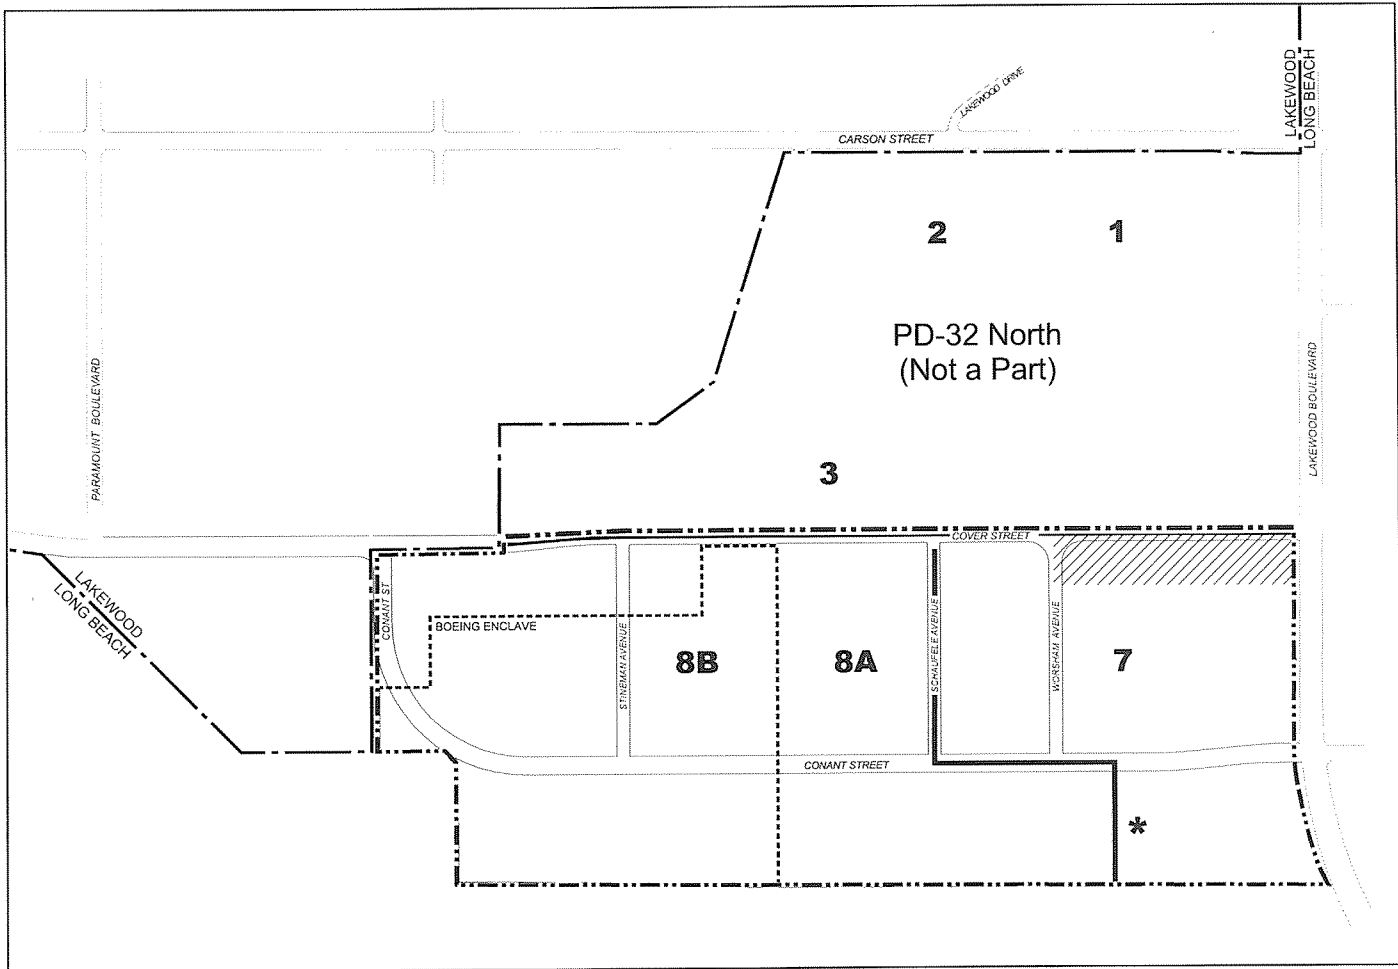 LAKEWOOD
LONG BEACH
LAKEWOOD DRIVE
CARSON STREET
2
1
PD-32 North
(Not a Part)
PARAMOUNT BOULEVARD
LAKEWOOD BOULEVARD
3
COVER STREET
LAKEWOOD
LONG BEACH
CONANT ST
BOEING ENCLAVE
STINEMAN AVENUE
8B
8A
SCHAUFELE AVENUE
WORSHAM AVENUE
7
CONANT STREET
*